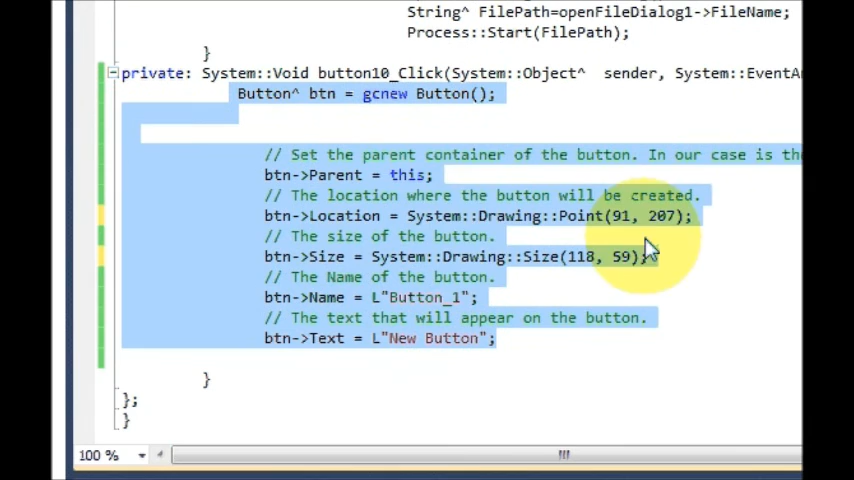 String^ FilePath=openFileDialog1->FileName;
Process::Start(FilePath);
}
private: System::Void button10_Click(System::Object^ sender, System::EventAr
Button^ btn = gcnew Button();
// Set the parent container of the button. In our case is the
btn->Parent = this;
// The location where the button will be created.
btn->Location = System::Drawing::Point(91, 207);
// The size of the button.
btn->Size = System::Drawing::Size(118, 59);
// The Name of the button.
btn->Name = L"Button_1";
// The text that will appear on the button.
btn->Text = L"New Button";
}
};
}
100 %